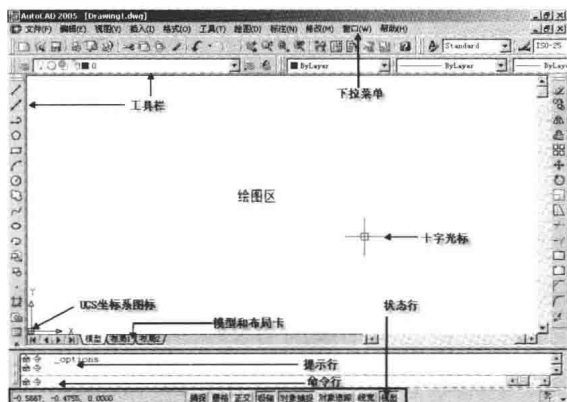 AutoCAD 2005 - [Drawing1.dwg]
文件(F) 编辑(E) 视图(V) 插入(I) 格式(O) 工具(T) 绘图(D) 标注(N) 修改(M) 窗口(W) 帮助(H)
Standard ISO-25
0 ByLayer ByLayer ByLay
工具栏 下拉菜单
绘图区
十字光标
Y
UCS坐标系图标 状态行
X
模型和布局卡
模型 布局1 布局2
_options
提示行
命令行
-0.5667, -0.4755, 0.0000 捕捉 栅格 正交 极轴 对象捕捉 对象追踪 线宽 模型